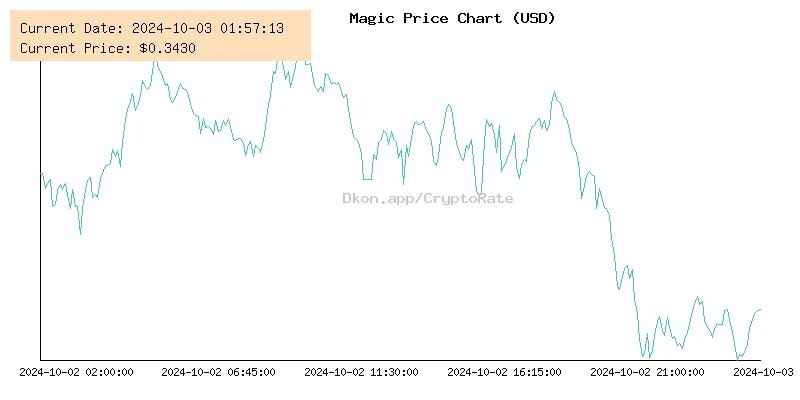 Magic Price Chart (USD)
Current Date: 2024-10-03 01:57:13
Current Price: $0.3430
Dkon.app/CryptoRate
2024-10-02 02:00:00 2024-10-02 06:45:00 2024-10-02 11:30:00 2024-10-02 16:15:00 2024-10-02 21:00:00 2024-10-03